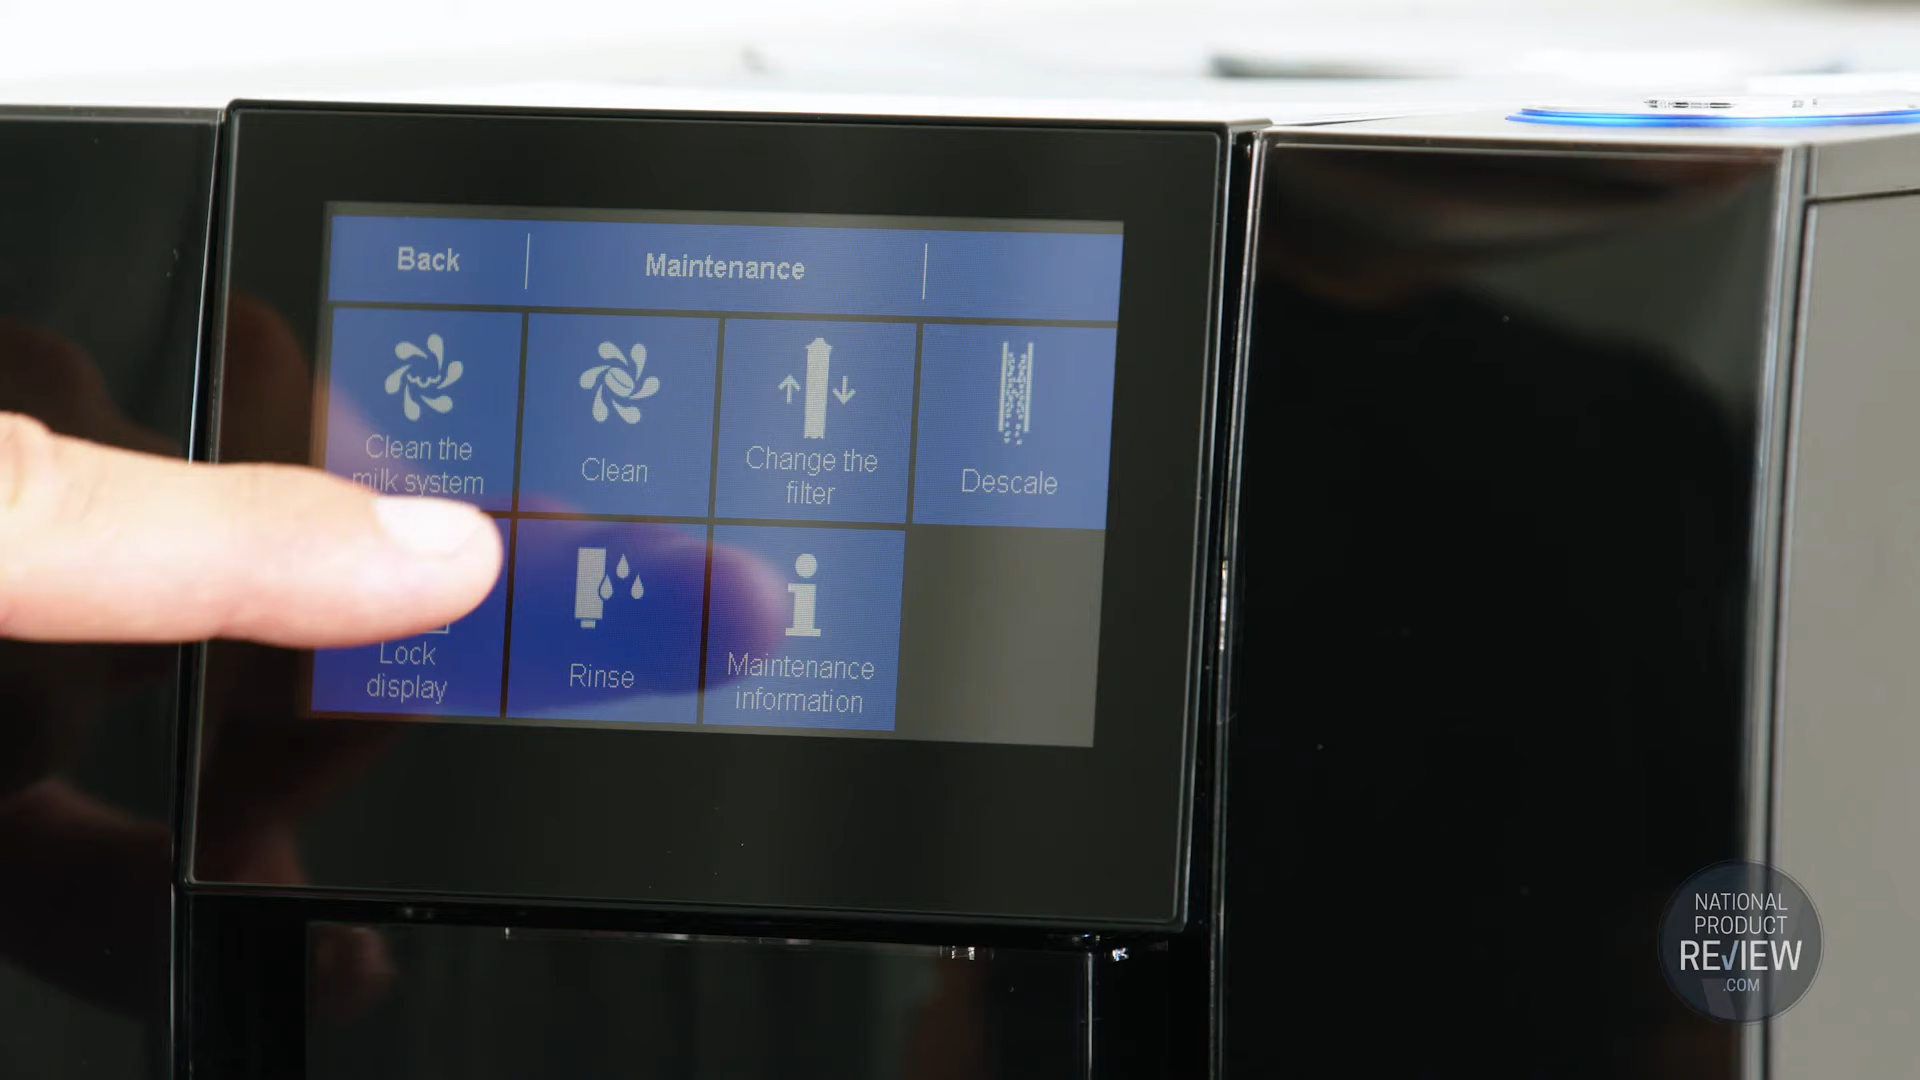 Back
Maintenance
Clean the
milk system
Clean
Change the
filter
Descale
Lock
display
Rinse
Maintenance
information
NATIONAL
PRODUCT
REVIEW
.COM